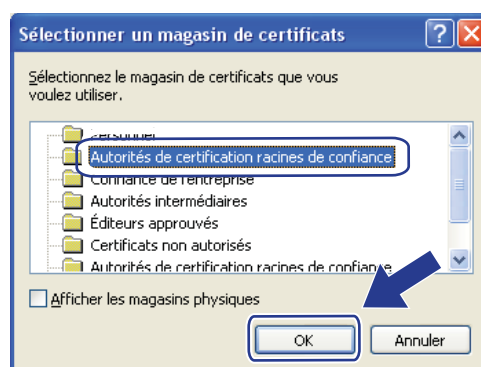 Sélectionner un magasin de certificats
Sélectionnez le magasin de certificats que vous
voulez utiliser.
Personnel
Autorités de certification racines de confiance
Confiance de l'entreprise
Autorités intermédiaires
Éditeurs approuvés
Certificats non autorisés
Autorités de certification racines de confiance
Afficher les magasins physiques
OK
Annuler